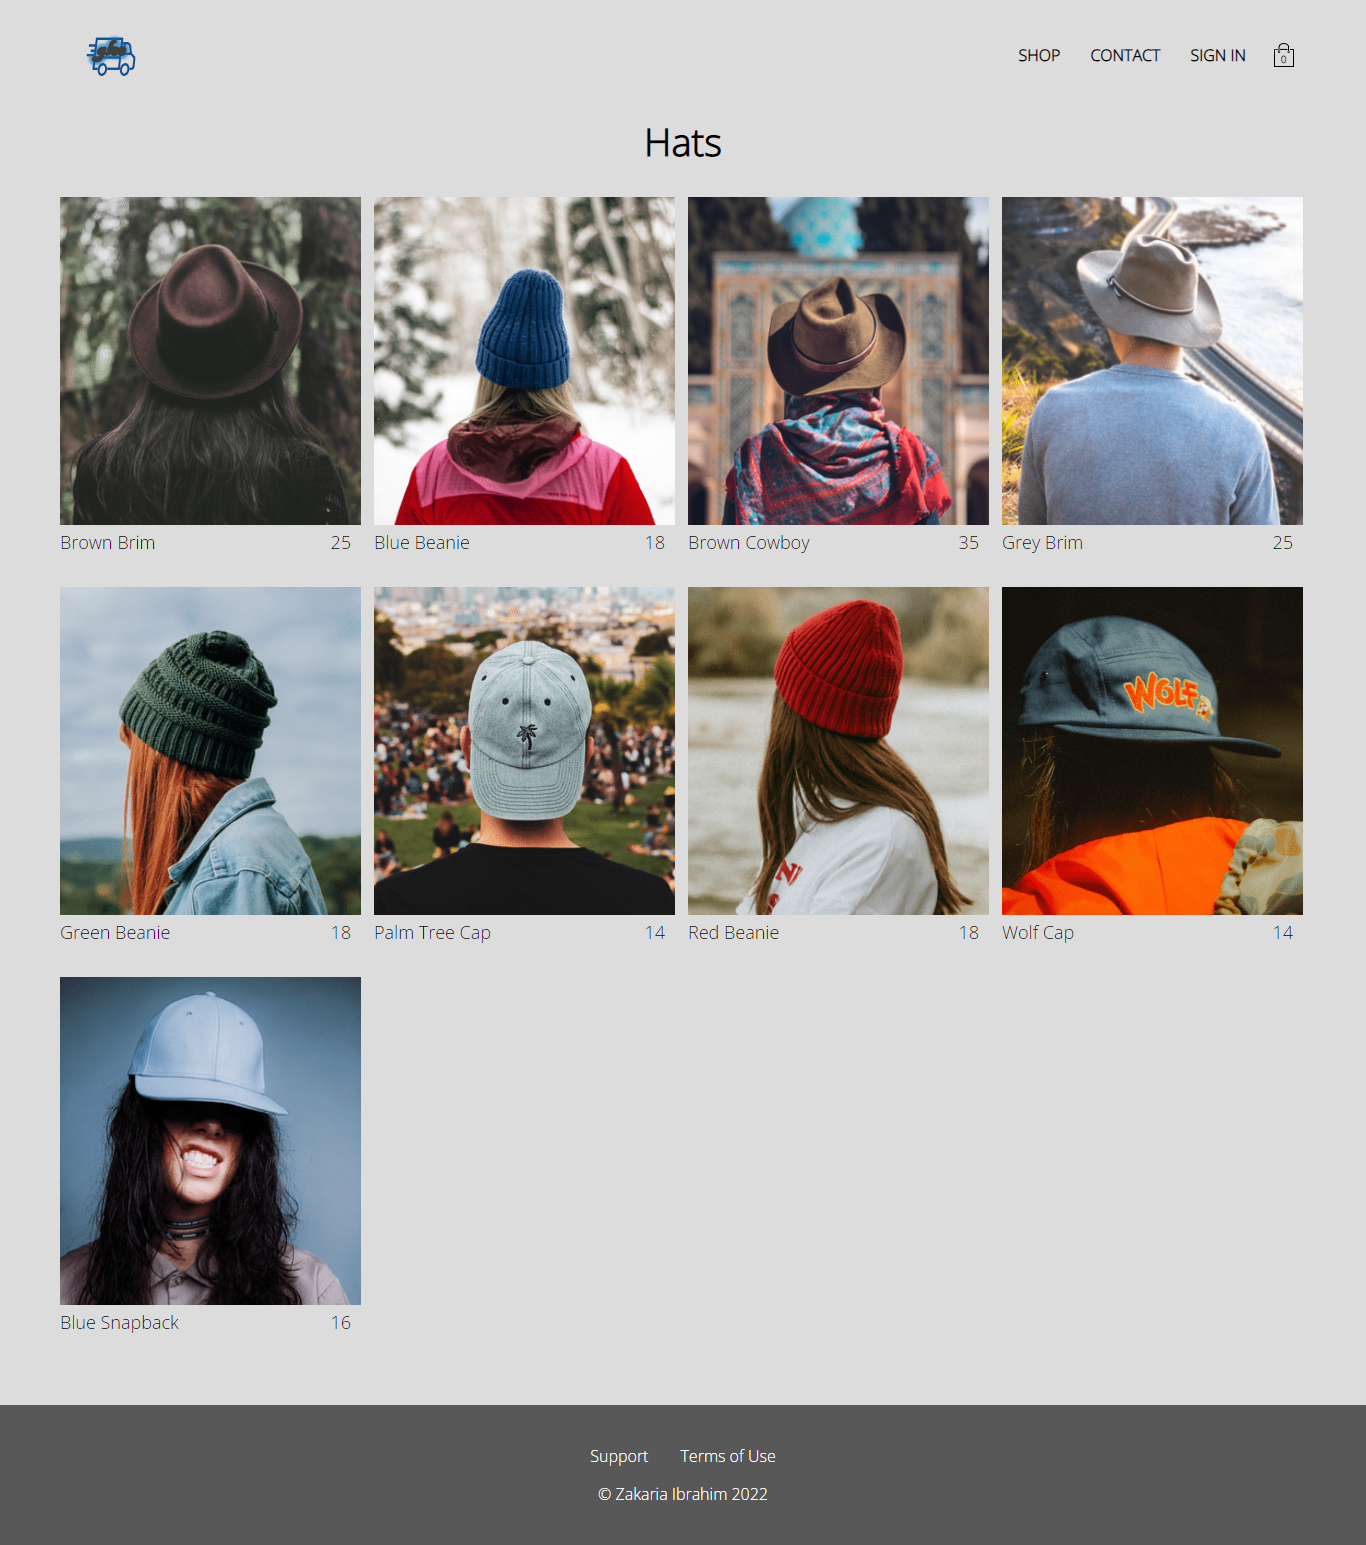 SHOP CONTACT SIGN IN 0
Hats
Brown Brim 25 Blue Beanie 18 Brown Cowboy 35 Grey Brim 25
WOLF
Green Beanie 18 Palm Tree Cap 14 Red Beanie 18 Wolf Cap 14
Blue Snapback 16
Support Terms of Use
© Zakaria Ibrahim 2022